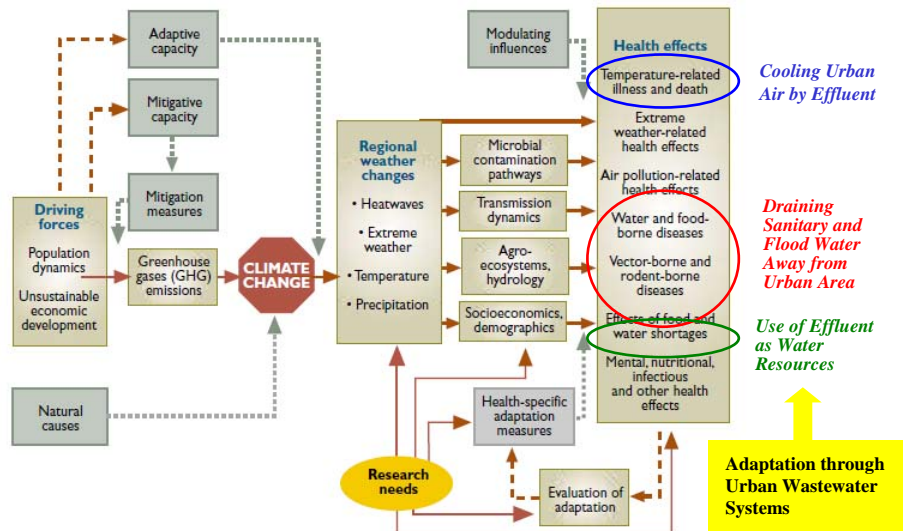 Adaptive
capacity
Mitigative
capacity
Mitigation
measures
Driving
forces
Population
dynamics
Unsustainable
economic
development
Greenhouse
gases (GHG)
emissions
CLIMATE
CHANGE
Natural
causes
Regional
weather
changes
• Heatwaves
• Extreme
weather
• Temperature
• Precipitation
Modulating
influences
Microbial
contamination
pathways
Transmission
dynamics
Agro-
ecosystems,
hydrology
Socioeconomics,
demographics
Health-specific
adaptation
measures
Research
needs
Evaluation of
adaptation
Health effects
Temperature-related
illness and death
Extreme
weather-related
health effects
Air pollution-related
health effects
Water and food-
borne diseases
Vector-borne and
rodent-borne
diseases
Effects of food and
water shortages
Mental, nutritional,
infectious
and other health
effects
Cooling Urban
Air by Effluent
Draining
Sanitary and
Flood Water
Away from
Urban Area
Use of Effluent
as Water
Resources
Adaptation through
Urban Wastewater
Systems